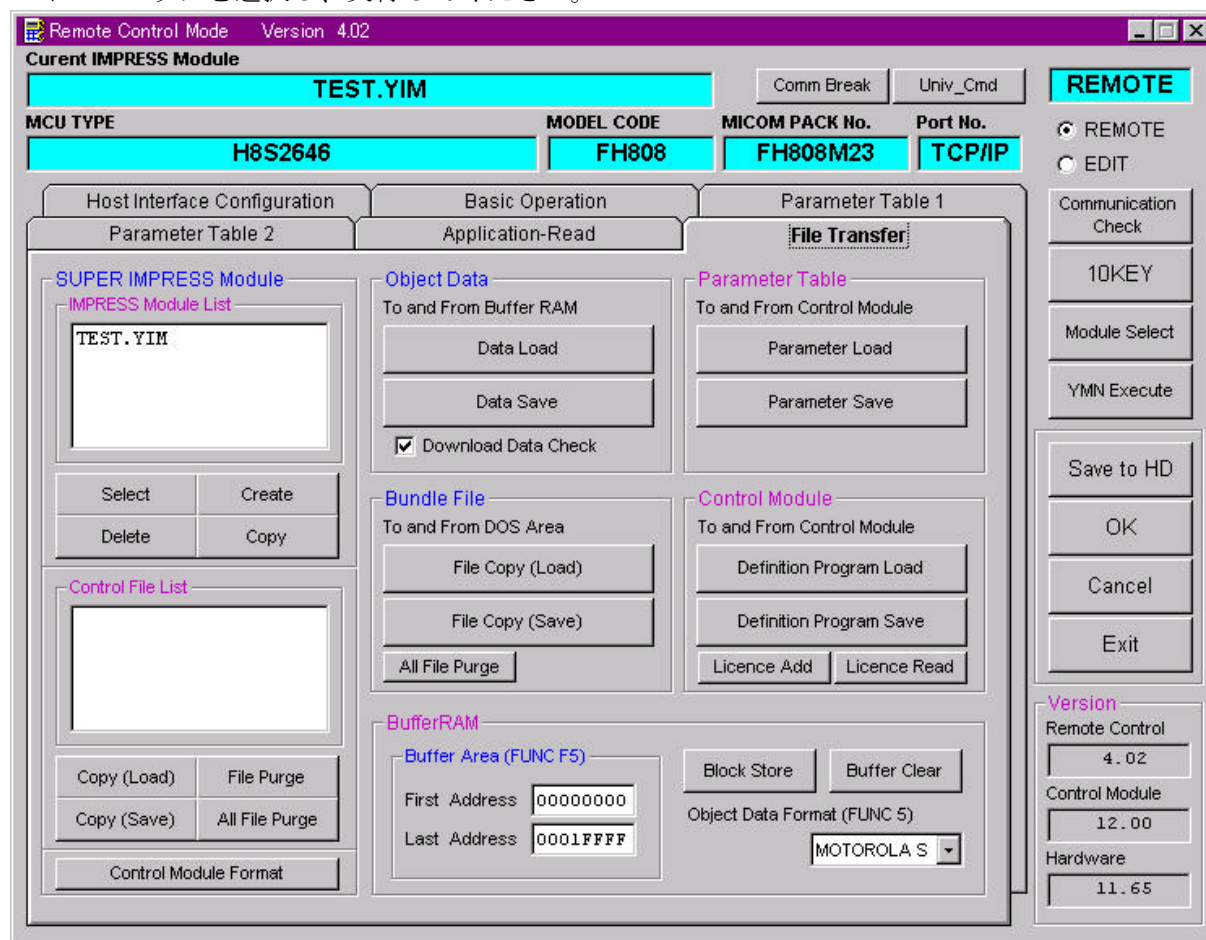 Remote Control Mode Version 4.02
Curent IMPRESS Module
TEST.YIM
Comm Break Univ_Cmd
REMOTE
MCU TYPE MODEL CODE MICOM PACK No. Port No.
H8S2646 FH808 FH808M23 TCP/IP
REMOTE
EDIT
Host Interface Configuration Basic Operation Parameter Table 1
Parameter Table 2 Application-Read File Transfer
Communication
Check
10KEY
Module Select
YMN Execute
Save to HD
OK
Cancel
Exit
SUPER IMPRESS Module
IMPRESS Module List
TEST.YIM
Select Create
Delete Copy
Control File List
Copy (Load) File Purge
Copy (Save) All File Purge
Control Module Format
Object Data
To and From Buffer RAM
Data Load
Data Save
Download Data Check
Parameter Table
To and From Control Module
Parameter Load
Parameter Save
Bundle File
To and From DOS Area
File Copy (Load)
File Copy (Save)
All File Purge
Control Module
To and From Control Module
Definition Program Load
Definition Program Save
Licence Add Licence Read
BufferRAM
Buffer Area (FUNC F5)
First Address 00000000
Last Address 0001FFFF
Block Store Buffer Clear
Object Data Format (FUNC 5)
MOTOROLA S
Version
Remote Control
4.02
Control Module
12.00
Hardware
11.65